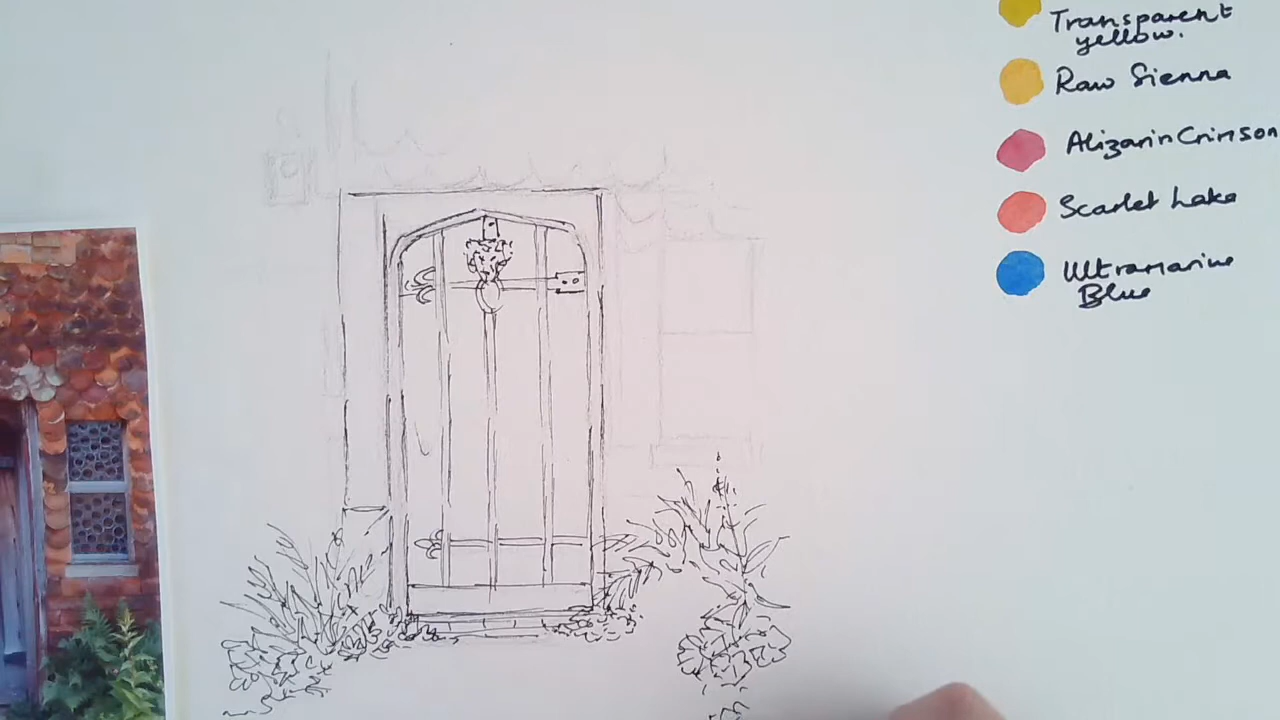 Transparent
yellow.
Raw Sienna
Alizarin Crimson
Scarlet Lake
Ultramarine
Blue